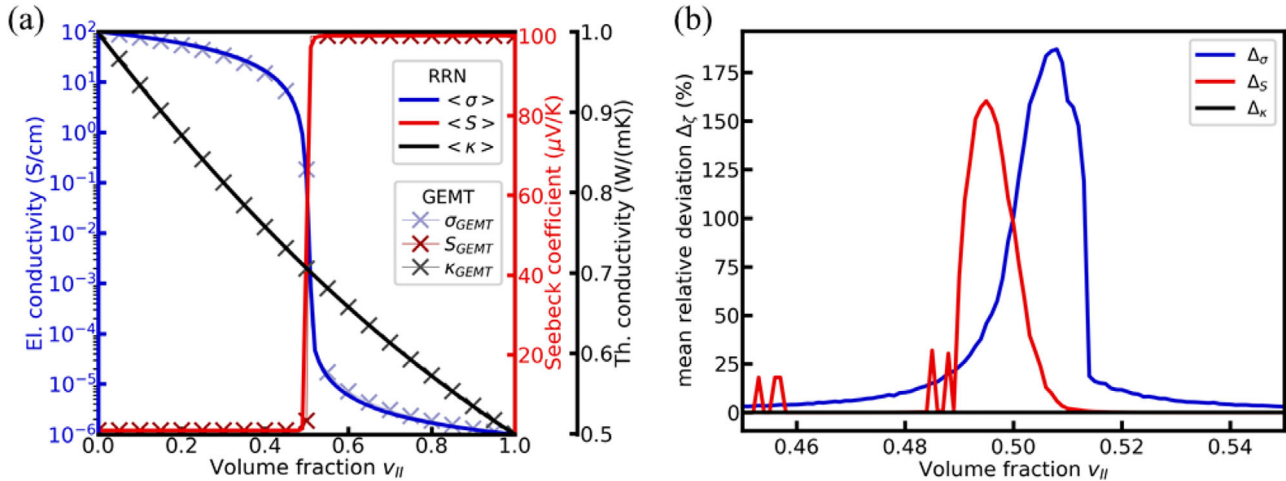 (a)
10^2
10^1
10^0
10^-1
10^-2
10^-3
10^-4
10^-5
10^-6
El. conductivity (S/cm)
0.0 0.2 0.4 0.6 0.8 1.0
Volume fraction v_II
RRN
<σ>
<S>
<κ>
GEMT
σ_GEMT
S_GEMT
κ_GEMT
100
80
60
40
20
Seebeck coefficient (μV/K)
1.0
0.9
0.8
0.7
0.6
0.5
Th. conductivity (W/(mK))
(b)
175
150
125
100
75
50
25
0
mean relative deviation Δ_ζ (%)
0.46 0.48 0.50 0.52 0.54
Volume fraction v_II
Δ_σ
Δ_S
Δ_κ